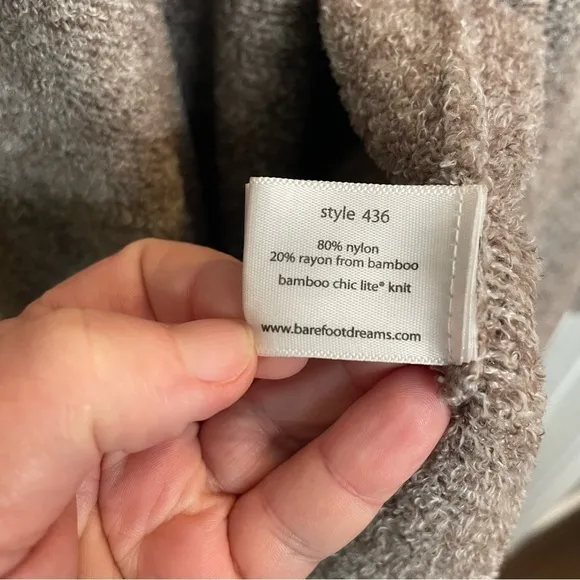 style 436
80% nylon
20% rayon from bamboo
bamboo chic lite® knit
www.barefootdreams.com